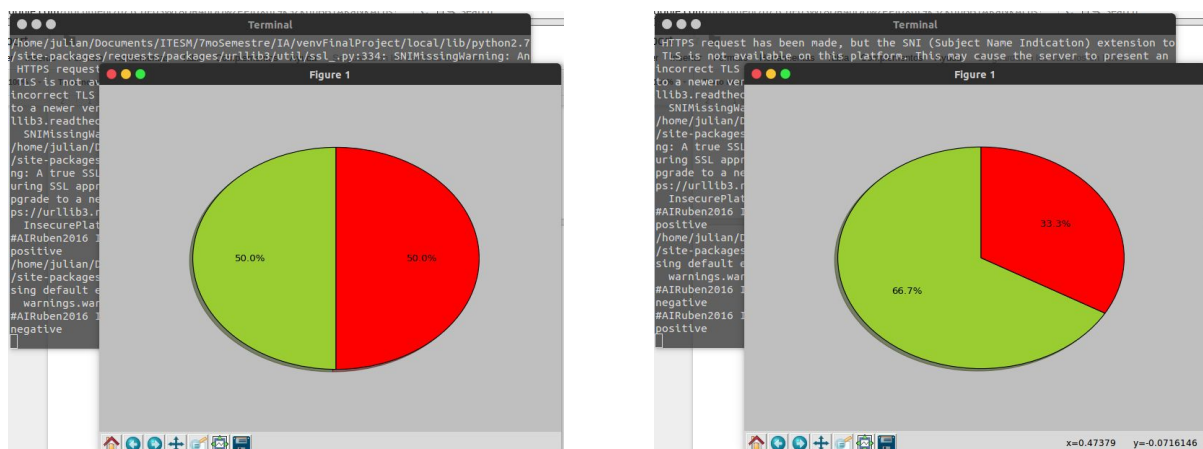 Terminal
/home/julian/Documents/ITESM/7moSemestre/IA/venvFinalProject/local/lib/python2.7
/site-packages/requests/packages/urllib3/util/ssl_.py:334: SNIMissingWarning: An
HTTPS request
TLS is not av
incorrect TLS
to a newer ver
llib3.readthed
SNIMissingWa
/home/julian/D
/site-packages
ng: A true SSL
uring SSL appr
pgrade to a ne
ps://urllib3.r
InsecurePlat
#AIRuben2016 I
positive
/home/julian/D
/site-packages
sing default e
warnings.war
#AIRuben2016 I
negative
Figure 1
50.0%
50.0%
Terminal
HTTPS request has been made, but the SNI (Subject Name Indication) extension to
TLS is not available on this platform. This may cause the server to present an
incorrect TLS
to a newer ver
llib3.readthed
SNIMissingWa
/home/julian/D
/site-packages
ng: A true SSL
uring SSL appr
pgrade to a ne
ps://urllib3.r
InsecurePlat
#AIRuben2016 I
positive
/home/julian/D
/site-packages
sing default e
warnings.war
#AIRuben2016 I
negative
#AIRuben2016 I
positive
Figure 1
33.3%
66.7%
x=0.47379 y=-0.0716146